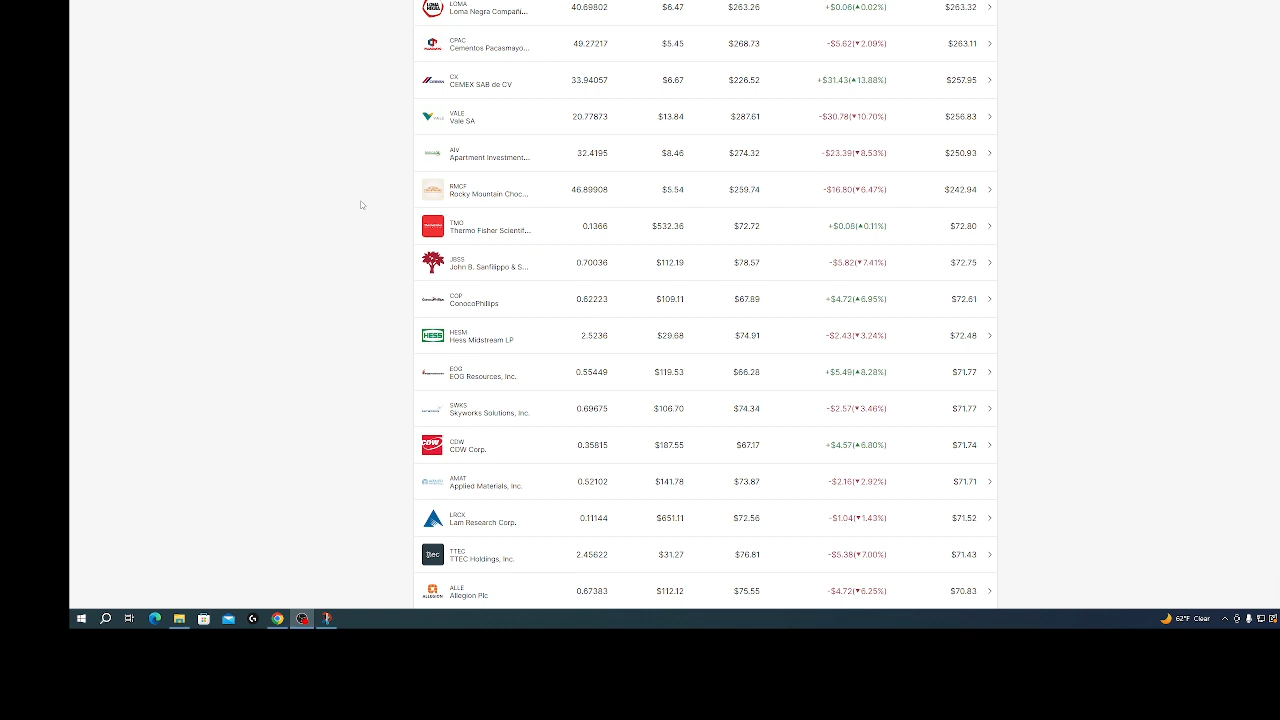 LOMA
Loma Negra Compañi... 40.69802 $6.47 $263.26 +$0.06(▲0.02%) $263.32
CPAC
Cementos Pacasmayo... 49.27217 $5.45 $268.73 -$5.62(▼2.09%) $263.11
CX
CEMEX SAB de CV 33.94057 $6.67 $226.52 +$31.43(▲13.88%) $257.95
VALE
Vale SA 20.77873 $13.84 $287.61 -$30.78(▼10.70%) $256.83
AIV
Apartment Investment... 32.4195 $8.46 $274.32 -$23.39(▼8.53%) $250.93
RMCF
Rocky Mountain Choc... 46.89908 $5.54 $259.74 -$16.80(▼6.47%) $242.94
TMO
Thermo Fisher Scientif... 0.1366 $532.36 $72.72 +$0.08(▲0.11%) $72.80
JBSS
John B. Sanfilippo & S... 0.70036 $112.19 $78.57 -$5.82(▼7.41%) $72.75
COP
ConocoPhillips 0.62223 $109.11 $67.89 +$4.72(▲6.95%) $72.61
HESS
HESM
Hess Midstream LP 2.5236 $29.68 $74.91 -$2.43(▼3.24%) $72.48
EOG
EOG Resources, Inc. 0.55449 $119.53 $66.28 +$5.49(▲8.28%) $71.77
SWKS
Skyworks Solutions, Inc. 0.69675 $106.70 $74.34 -$2.57(▼3.46%) $71.77
CDW
CDW
CDW Corp. 0.35815 $187.55 $67.17 +$4.57(▲6.80%) $71.74
AMAT
Applied Materials, Inc. 0.52102 $141.78 $73.87 -$2.16(▼2.92%) $71.71
LRCX
Lam Research Corp. 0.11144 $651.11 $72.56 -$1.04(▼1.43%) $71.52
ttec
TTEC
TTEC Holdings, Inc. 2.45622 $31.27 $76.81 -$5.38(▼7.00%) $71.43
ALLEGION
ALLE
Allegion Plc 0.67383 $112.12 $75.55 -$4.72(▼6.25%) $70.83
62°F Clear